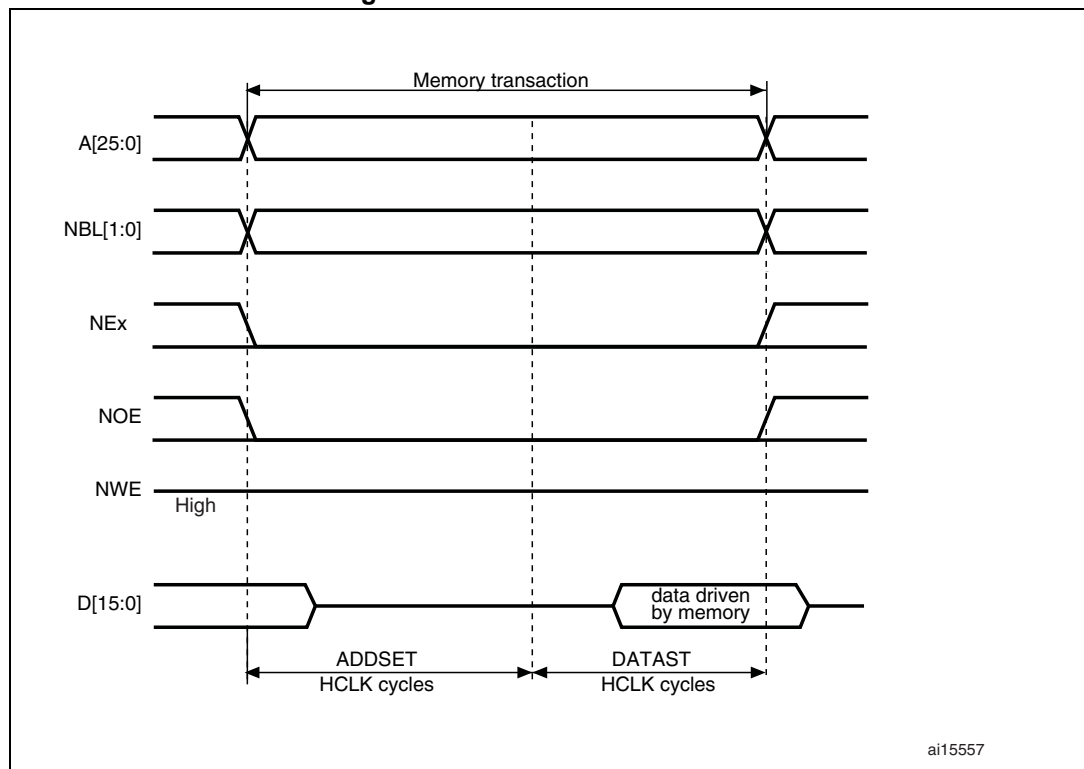 Memory transaction
A[25:0]
NBL[1:0]
NEx
NOE
NWE
High
D[15:0]
data driven
by memory
ADDSET
HCLK cycles
DATAST
HCLK cycles
ai15557